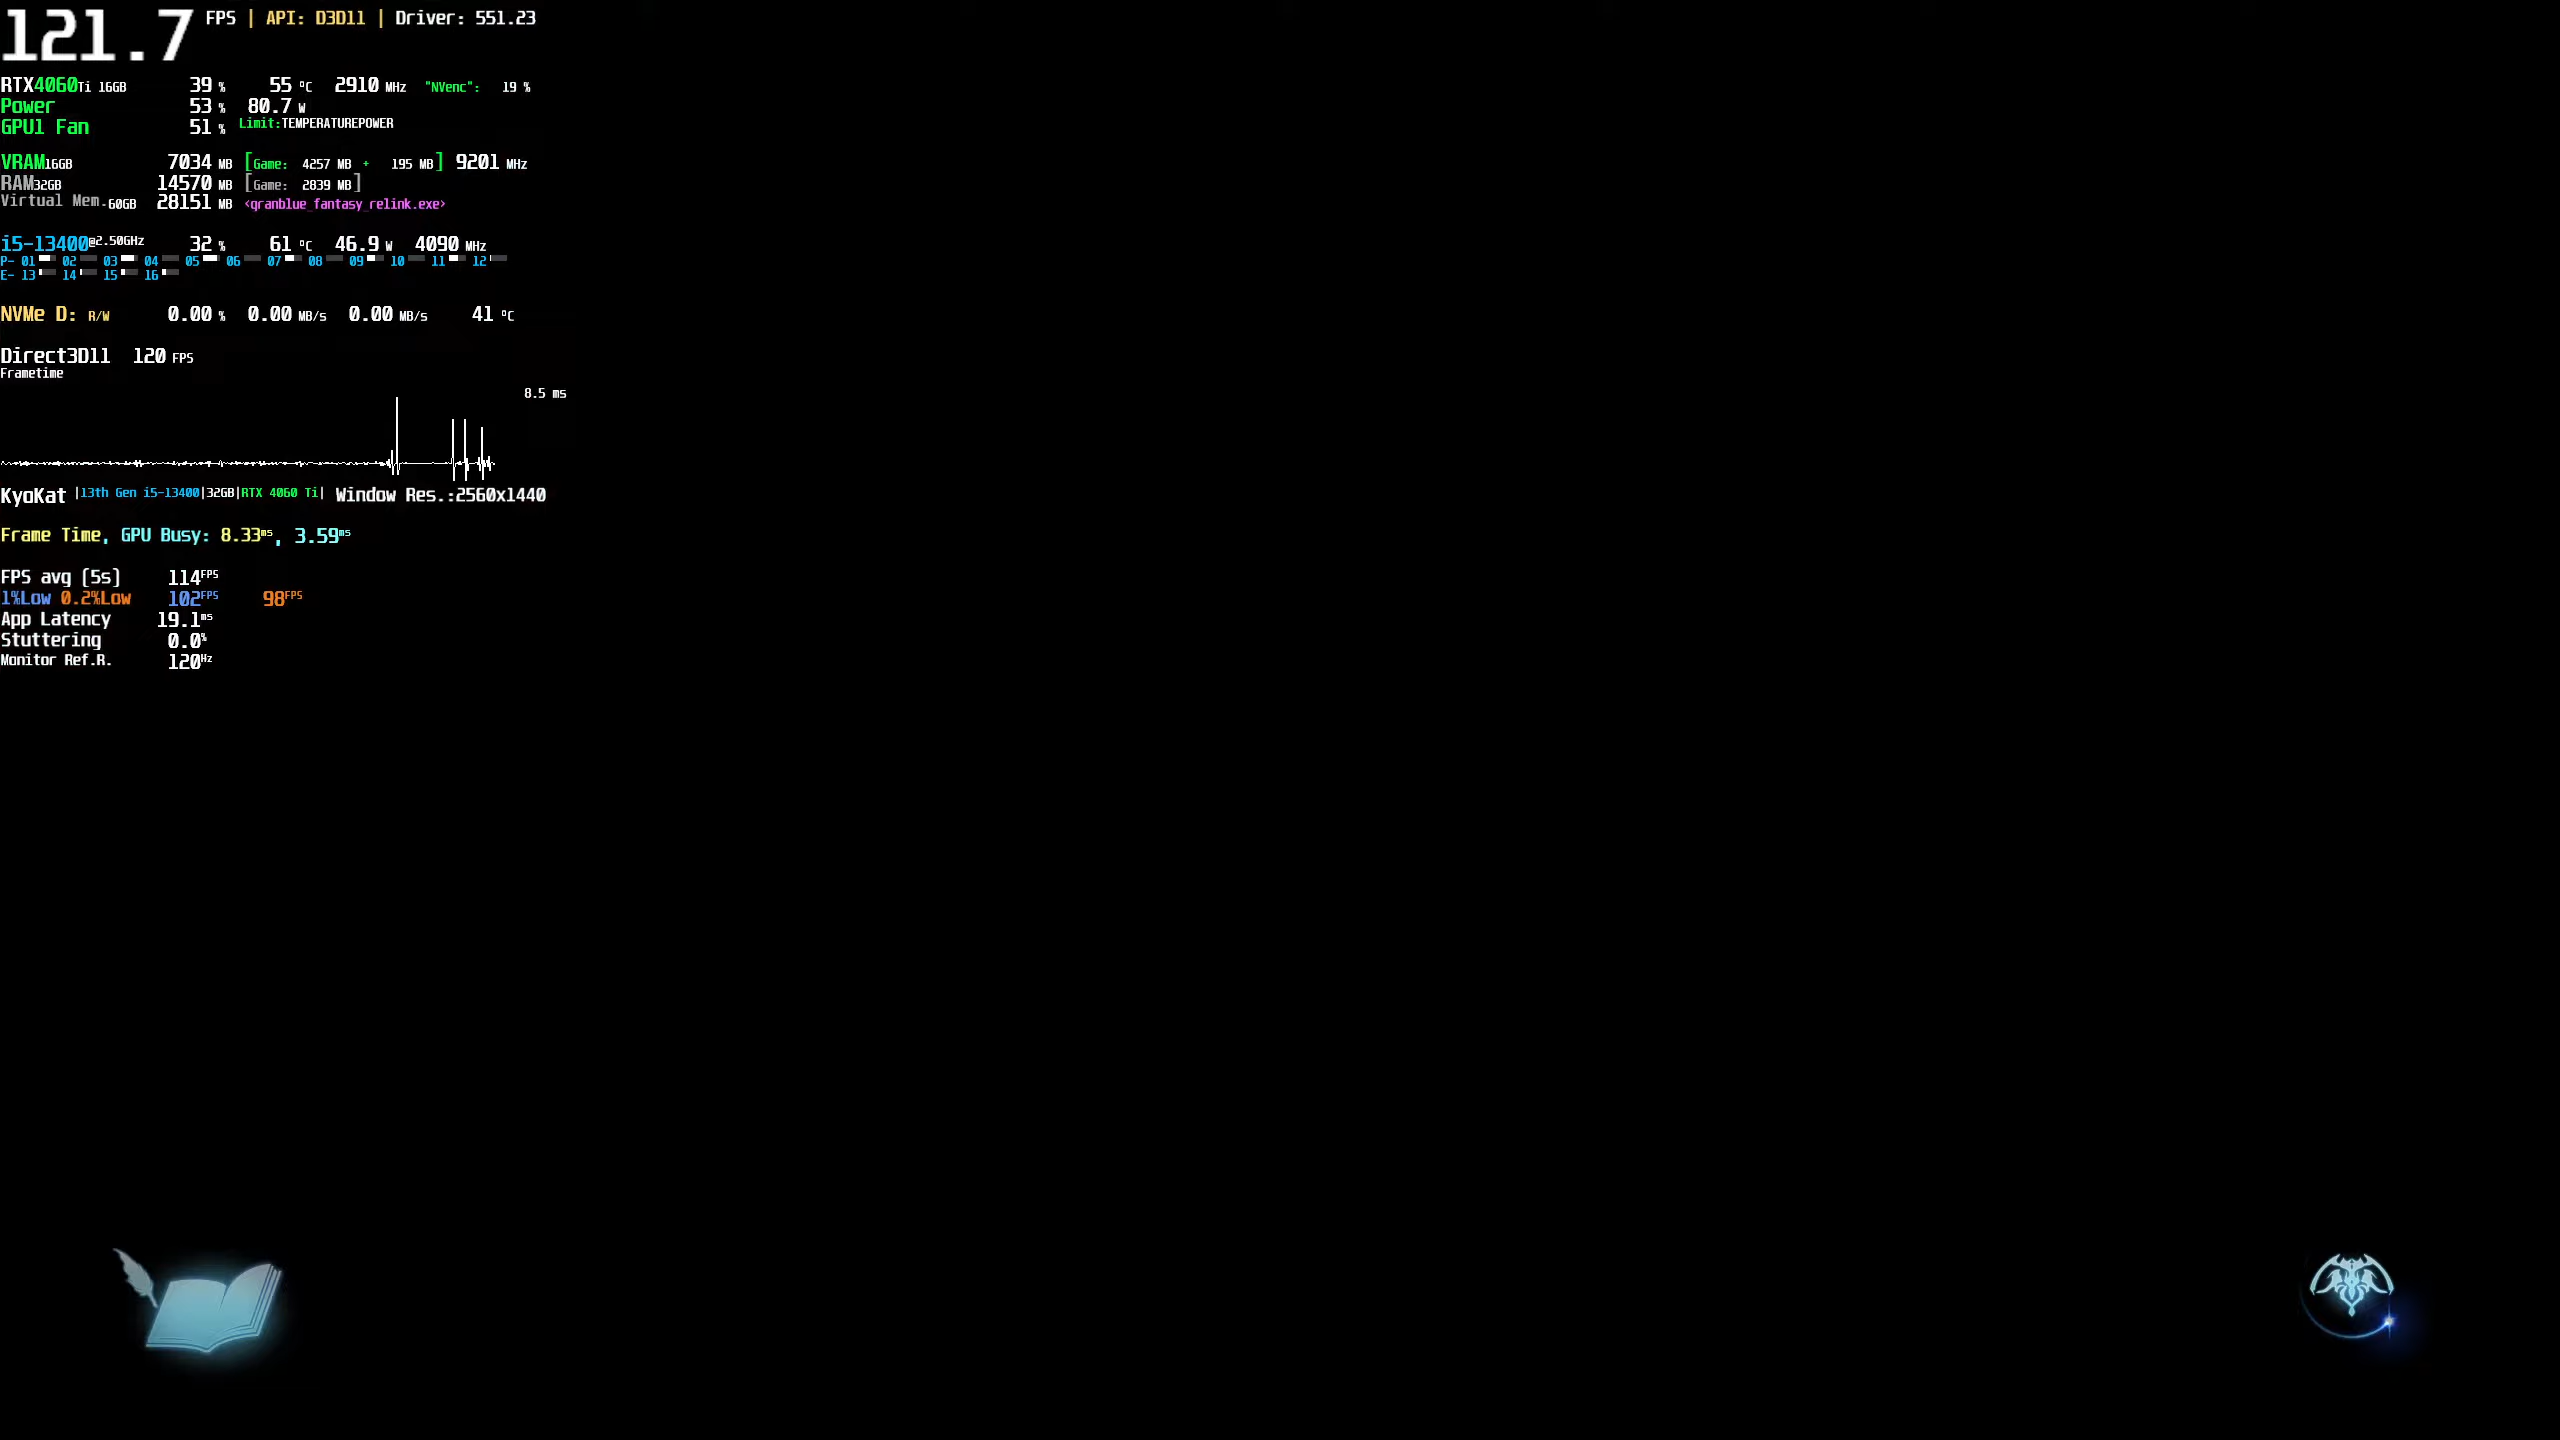 121.7 FPS | API: D3D11 | Driver: 551.23
RTX4060Ti 16GB 39 % 55 °C 2910 MHz "NVenc": 19 %
Power 53 % 80.7 W
GPU1 Fan 51 % Limit:TEMPERATUREPOWER
VRAM16GB 7034 MB [Game: 4257 MB + 195 MB] 9201 MHz
RAM32GB 14570 MB [Game: 2839 MB]
Virtual Mem.60GB 28151 MB <granblue_fantasy_relink.exe>
i5-13400@2.50GHz 32 % 61 °C 46.9 W 4090 MHz
P- 01 02 03 04 05 06 07 08 09 10 11 12
E- 13 14 15 16
NVMe D: R/W 0.00 % 0.00 MB/s 0.00 MB/s 41 °C
Direct3D11 120 FPS
Frametime
8.5 ms
KyoKat |13th Gen i5-13400|32GB|RTX 4060 Ti| Window Res.:2560x1440
Frame Time, GPU Busy: 8.33ms, 3.59ms
FPS avg [5s] 114FPS
1%Low 0.2%Low 102FPS 98FPS
App Latency 19.1ms
Stuttering 0.0%
Monitor Ref.R. 120Hz